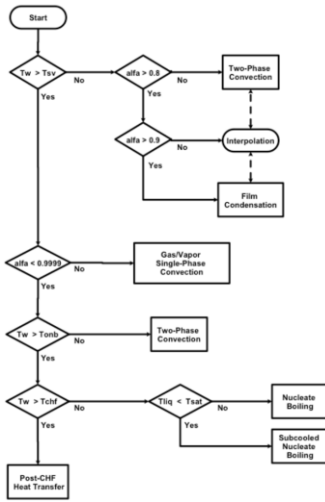 Start
Tw > Tsv
No
Yes
alfa > 0.8
No
Yes
Two-Phase
Convection
alfa > 0.9
No
Yes
Interpolation
Film
Condensation
alfa < 0.9999
No
Yes
Gas/Vapor
Single-Phase
Convection
Tw > Tonb
No
Yes
Two-Phase
Convection
Tw > Tchf
No
Yes
Tliq < Tsat
No
Yes
Nucleate
Boiling
Subcooled
Nucleate
Boiling
Post-CHF
Heat Transfer